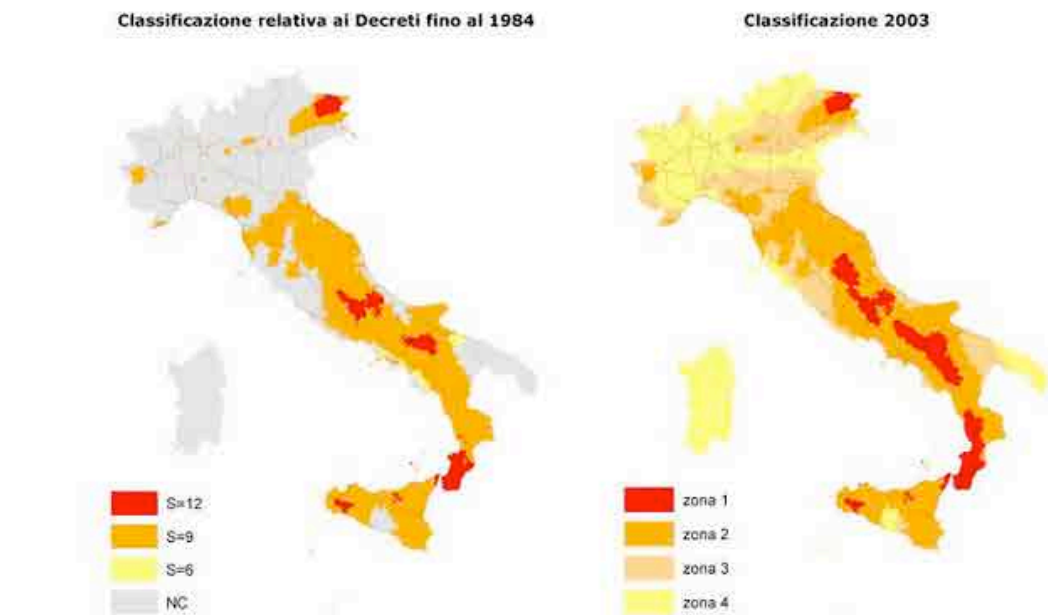 Classificazione relativa ai Decreti fino al 1984
Classificazione 2003
S=12
S=9
S=6
NC
zona 1
zona 2
zona 3
zona 4